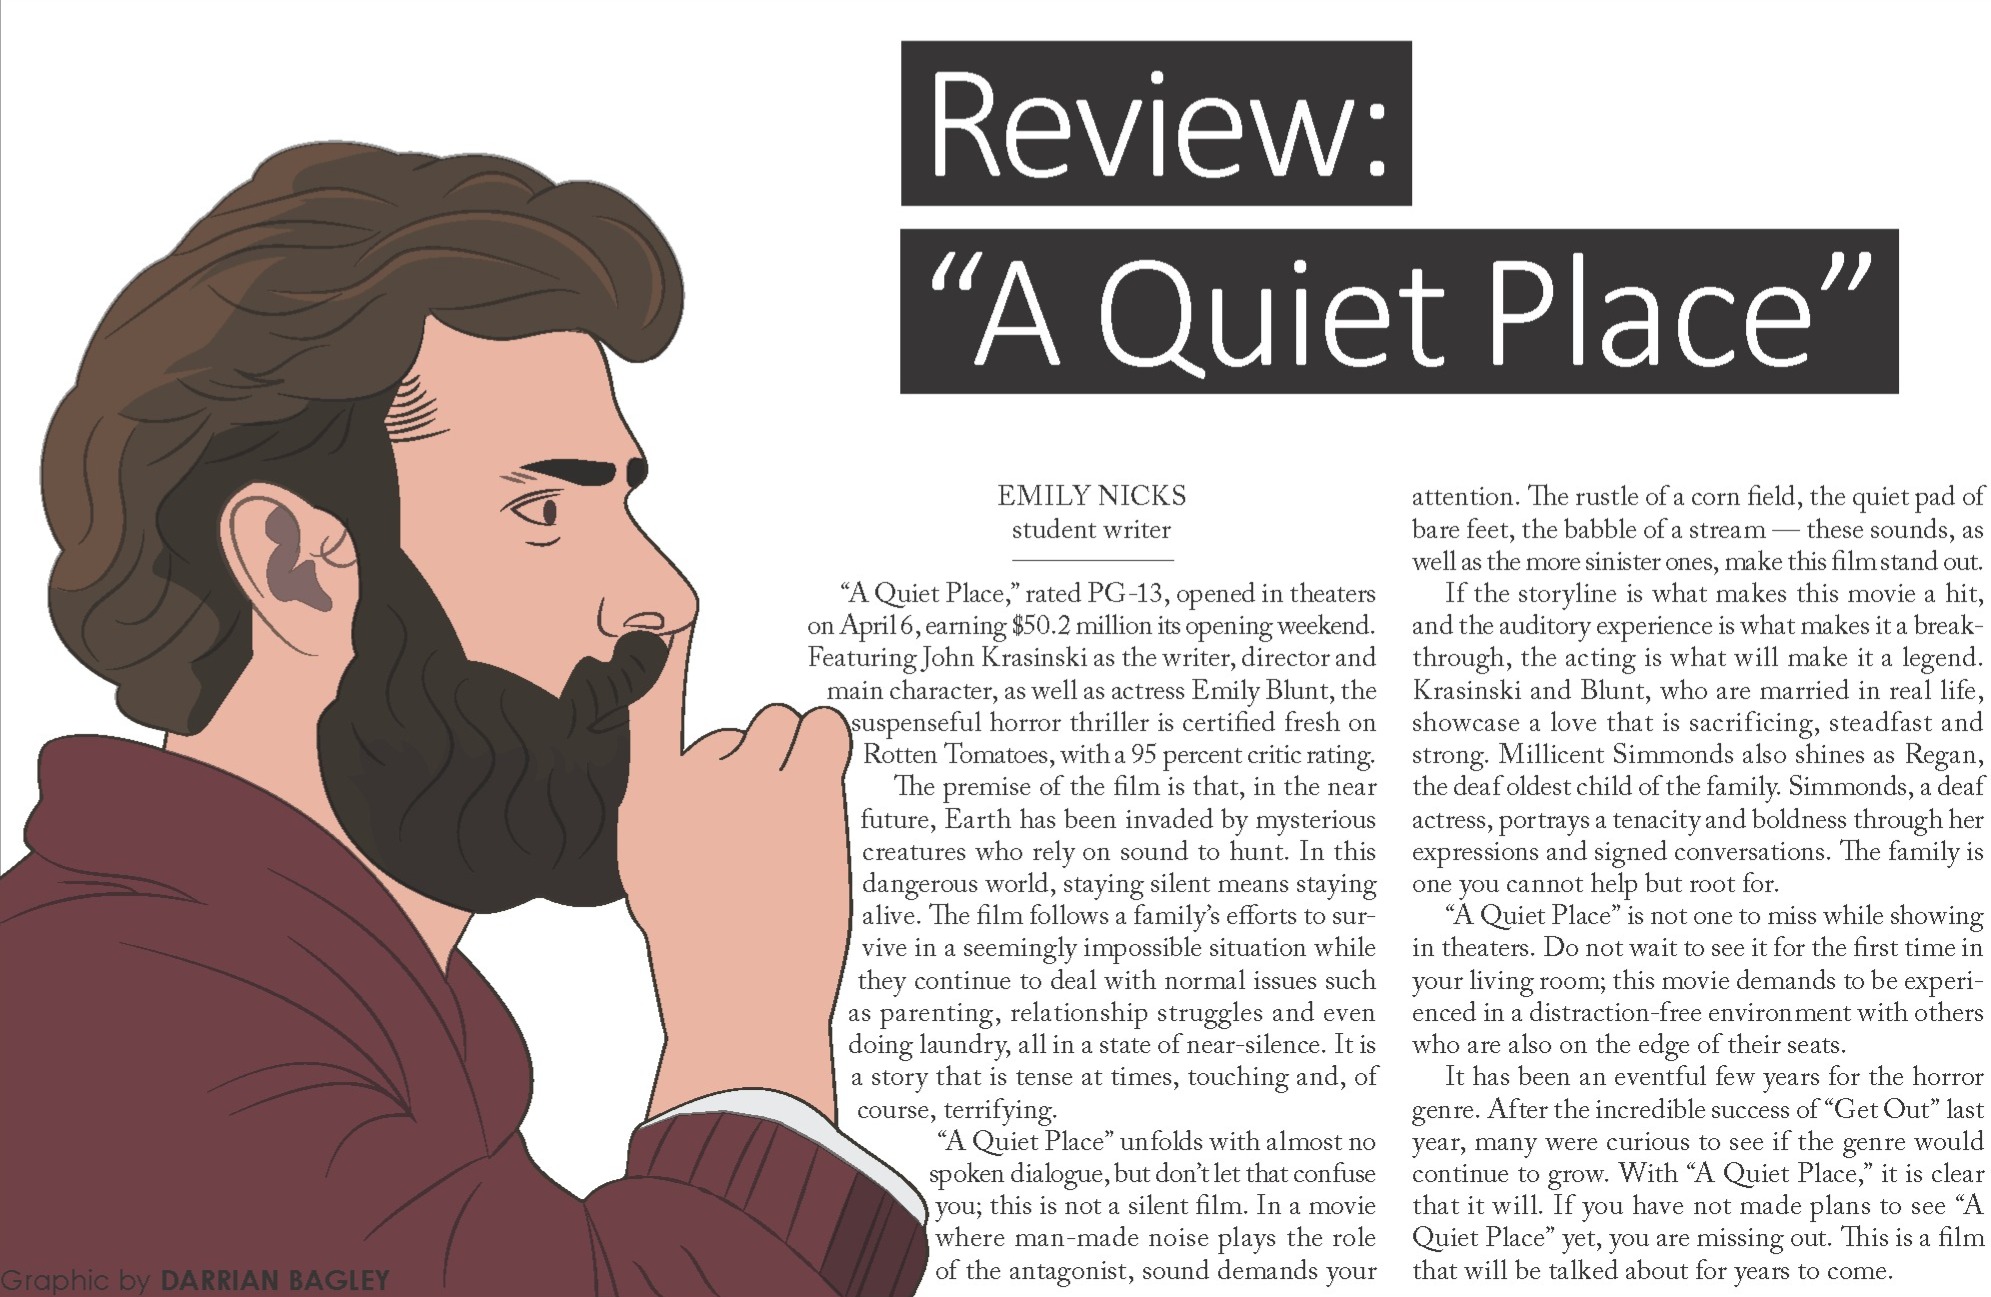 Review:
“A Quiet Place”
EMILY NICKS
student writer
“A Quiet Place,” rated PG-13, opened in theaters
on April 6, earning $50.2 million its opening weekend.
Featuring John Krasinski as the writer, director and
main character, as well as actress Emily Blunt, the
suspenseful horror thriller is certified fresh on
Rotten Tomatoes, with a 95 percent critic rating.
The premise of the film is that, in the near
future, Earth has been invaded by mysterious
creatures who rely on sound to hunt. In this
dangerous world, staying silent means staying
alive. The film follows a family’s efforts to sur-
vive in a seemingly impossible situation while
they continue to deal with normal issues such
as parenting, relationship struggles and even
doing laundry, all in a state of near-silence. It is
a story that is tense at times, touching and, of
course, terrifying.
“A Quiet Place” unfolds with almost no
spoken dialogue, but don’t let that confuse
you; this is not a silent film. In a movie
where man-made noise plays the role
of the antagonist, sound demands your
attention. The rustle of a corn field, the quiet pad of
bare feet, the babble of a stream — these sounds, as
well as the more sinister ones, make this film stand out.
If the storyline is what makes this movie a hit,
and the auditory experience is what makes it a break-
through, the acting is what will make it a legend.
Krasinski and Blunt, who are married in real life,
showcase a love that is sacrificing, steadfast and
strong. Millicent Simmonds also shines as Regan,
the deaf oldest child of the family. Simmonds, a deaf
actress, portrays a tenacity and boldness through her
expressions and signed conversations. The family is
one you cannot help but root for.
“A Quiet Place” is not one to miss while showing
in theaters. Do not wait to see it for the first time in
your living room; this movie demands to be experi-
enced in a distraction-free environment with others
who are also on the edge of their seats.
It has been an eventful few years for the horror
genre. After the incredible success of “Get Out” last
year, many were curious to see if the genre would
continue to grow. With “A Quiet Place,” it is clear
that it will. If you have not made plans to see “A
Quiet Place” yet, you are missing out. This is a film
that will be talked about for years to come.
Graphic by DARRIAN BAGLEY